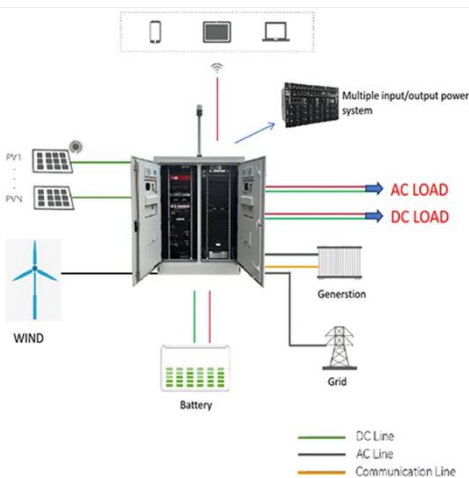 Multiple input/output power
system
PV1
PVN
AC LOAD
DC LOAD
WIND
Generstion
Grid
Battery
DC Line
AC Line
Communication Line